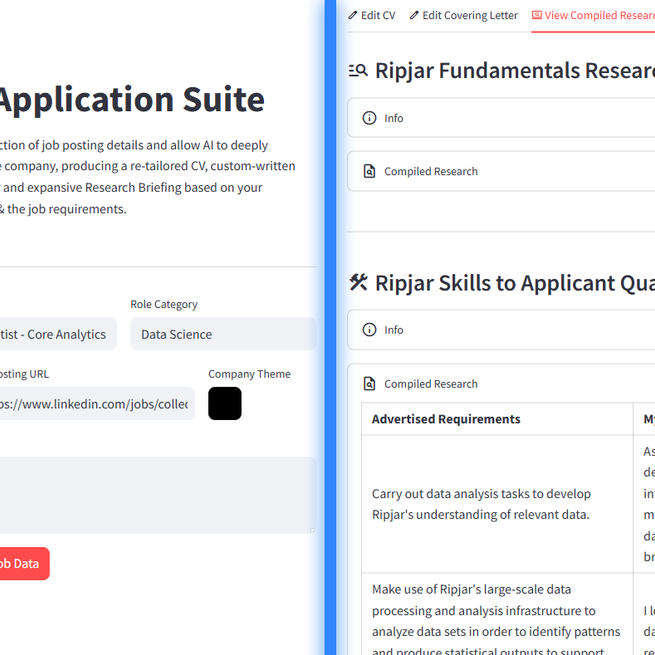 Application Suite
ction of job posting details and allow AI to deeply
company, producing a re-tailored CV, custom-written
and expansive Research Briefing based on your
& the job requirements.
Role Category
tist - Core Analytics
Data Science
osting URL
Company Theme
ps://www.linkedin.com/jobs/collec
ob Data
Edit CV
Edit Covering Letter
View Compiled Researc
Ripjar Fundamentals Resear
Info
Compiled Research
Ripjar Skills to Applicant Qua
Info
Compiled Research
Advertised Requirements
Carry out data analysis tasks to develop
Ripjar's understanding of relevant data.
As
de
in
m
da
br
Make use of Ripjar's large-scale data
processing and analysis infrastructure to
analyze data sets in order to identify patterns
and produce statistical outputs to support
I l
da
re